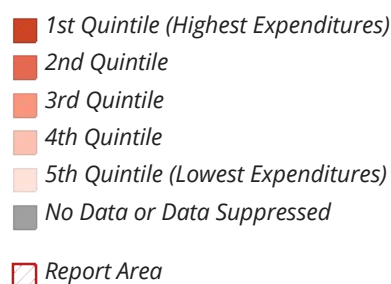 1st Quintile (Highest Expenditures)
2nd Quintile
3rd Quintile
4th Quintile
5th Quintile (Lowest Expenditures)
No Data or Data Suppressed
Report Area